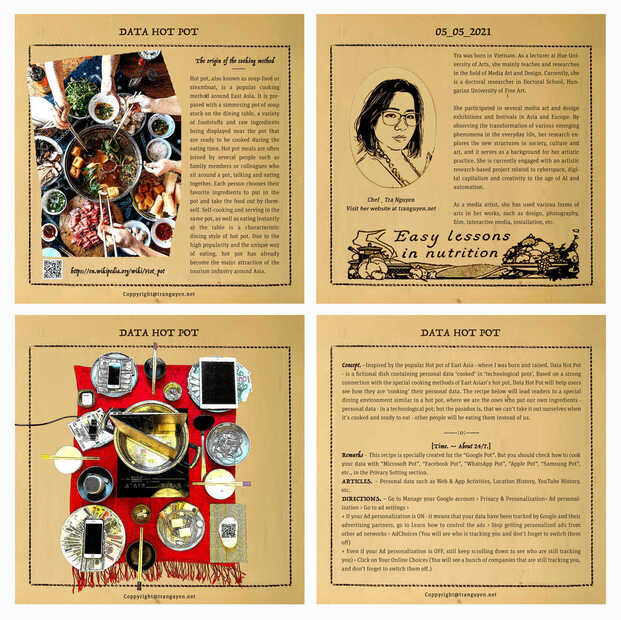 DATA HOT POT
The origin of the cooking method
Hot pot, also known as soup-food or
steamboat, is a popular cooking
method around East Asia. It is pre-
pared with a simmering pot of soup
stock on the dining table, a variety
of foodstuffs and raw ingredients
being displayed near the pot that
are ready to be cooked during the
eating time. Hot pot meals are often
joined by several people such as
family members or colleagues who
sit around a pot, talking and eating
together. Each person chooses their
favorite ingredients to put in the
pot and take the food out by them-
self. Self-cooking and serving in the
same pot, as well as eating instantly
at the table is a characteristic
dining style of hot pot. Due to the
high popularity and the unique way
of eating, hot pot has already
become the major attraction of the
tourism industry around Asia.
https://en.wikipedia.org/wiki/Hot_pot
Copyright@tranguyen.net
05_05_2021
Tra was born in Vietnam. As a lecturer at Hue Uni-
versity of Arts, she mainly teaches and researches
in the field of Media Art and Design. Currently, she
is a doctoral researcher in Doctoral School, Hun-
garian University of Fine Art.
She participated in several media art and design
exhibitions and festivals in Asia and Europe. By
observing the transformation of various emerging
phenomena in the everyday life, her research ex-
plores the new structures in society, culture and
art, and it serves as a background for her artistic
practice. She is currently engaged with an artistic
research-based project related to cyberspace, digi-
tal capitalism and creativity to the age of AI and
automation.
As a media artist, she has used various forms of
arts in her works, such as design, photography,
film, interactive media, installation, etc.
Chef _ Tra Nguyen
Visit her website at tranguyen.net
Easy lessons
in nutrition
DATA HOT POT
Copyright@tranguyen.net
DATA HOT POT
Concept. –Inspired by the popular Hot pot of East Asia - where I was born and raised, Data Hot Pot
- is a fictional dish containing personal data 'cooked' in 'technological pots'. Based on a strong
connection with the special cooking methods of East Asian's hot pot, Data Hot Pot will help users
see how they are 'cooking' their personal data. The recipe below will lead readers to a special
dining environment similar in a hot pot, where we are the ones who put our own ingredients -
personal data - in a technological pot; but the paradox is, that we can't take it out ourselves when
it's cooked and ready to eat - other people will be eating them instead of us.
[Time. — About 24/7.]
Remarks – This recipe is specially created for the "Google Pot". But you should check how to cook
your data with "Microsoft Pot", "Facebook Pot", "WhatsApp Pot", "Apple Pot", "Samsung Pot",
etc., in the Privacy Setting section.
ARTICLES. – Personal data such as Web & App Activities, Location History, YouTube History,
etc.
DIRECTIONS. – Go to Manage your Google account > Privacy & Personalization> Ad personal-
ization > Go to ad settings >
• If your Ad personalization is ON - it means that your data have been tracked by Google and their
advertising partners, go to Learn how to control the ads > Stop getting personalized ads from
other ad networks > AdChoices (You will see who is tracking you and don't forget to switch them
off)
• Even if your Ad personalization is OFF, still keep scrolling down to see who are still tracking
you) • Click on Your Online Choices (You will see a bunch of companies that are still tracking you,
and don't forget to switch them off.)
Copyright@tranguyen.net